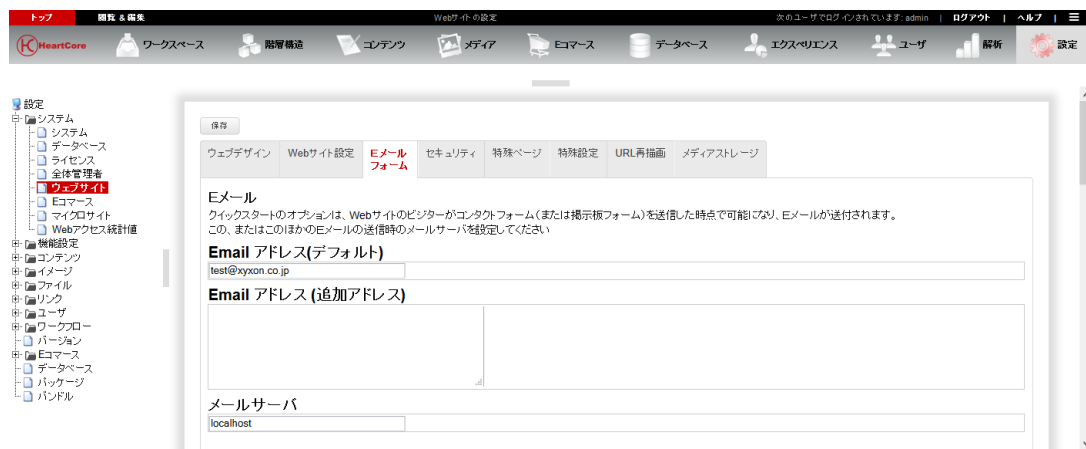 トップ 閲覧 & 編集 Webサイトの設定 次のユーザでログインされています: admin | ログアウト | ヘルプ |
HeartCore ワークスペース 階層構造 コンテンツ メディア Eコマース データベース エクスペリエンス ユーザ 解析 設定
設定
システム
システム
データベース
ライセンス
全体管理者
ウェブサイト
Eコマース
マイクロサイト
Webアクセス統計値
機能設定
コンテンツ
イメージ
ファイル
リンク
ユーザ
ワークフロー
バージョン
Eコマース
データベース
パッケージ
バンドル
保存
ウェブデザイン Webサイト設定 Eメール フォーム セキュリティ 特殊ページ 特殊設定 URL再描画 メディアストレージ
Eメール
クイックスタートのオプションは、Webサイトのビジターがコンタクトフォーム(または掲示板フォーム)を送信した時点で可能になり、Eメールが送付されます。
この、またはこのほかのEメールの送信時のメールサーバを設定してください
Email アドレス(デフォルト)
test@xyxon.co.jp
Email アドレス (追加アドレス)
メールサーバ
localhost